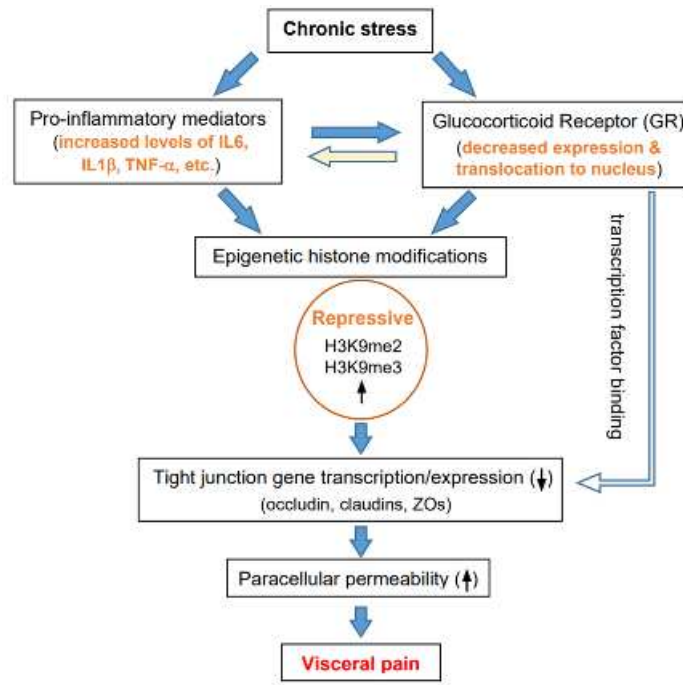 Chronic stress
Pro-inflammatory mediators
(increased levels of IL6,
IL1β, TNF-α, etc.)
Glucocorticoid Receptor (GR)
(decreased expression &
translocation to nucleus)
transcription factor binding
Epigenetic histone modifications
Repressive
H3K9me2
H3K9me3
Tight junction gene transcription/expression (↓)
(occludin, claudins, ZOs)
Paracellular permeability (↑)
Visceral pain